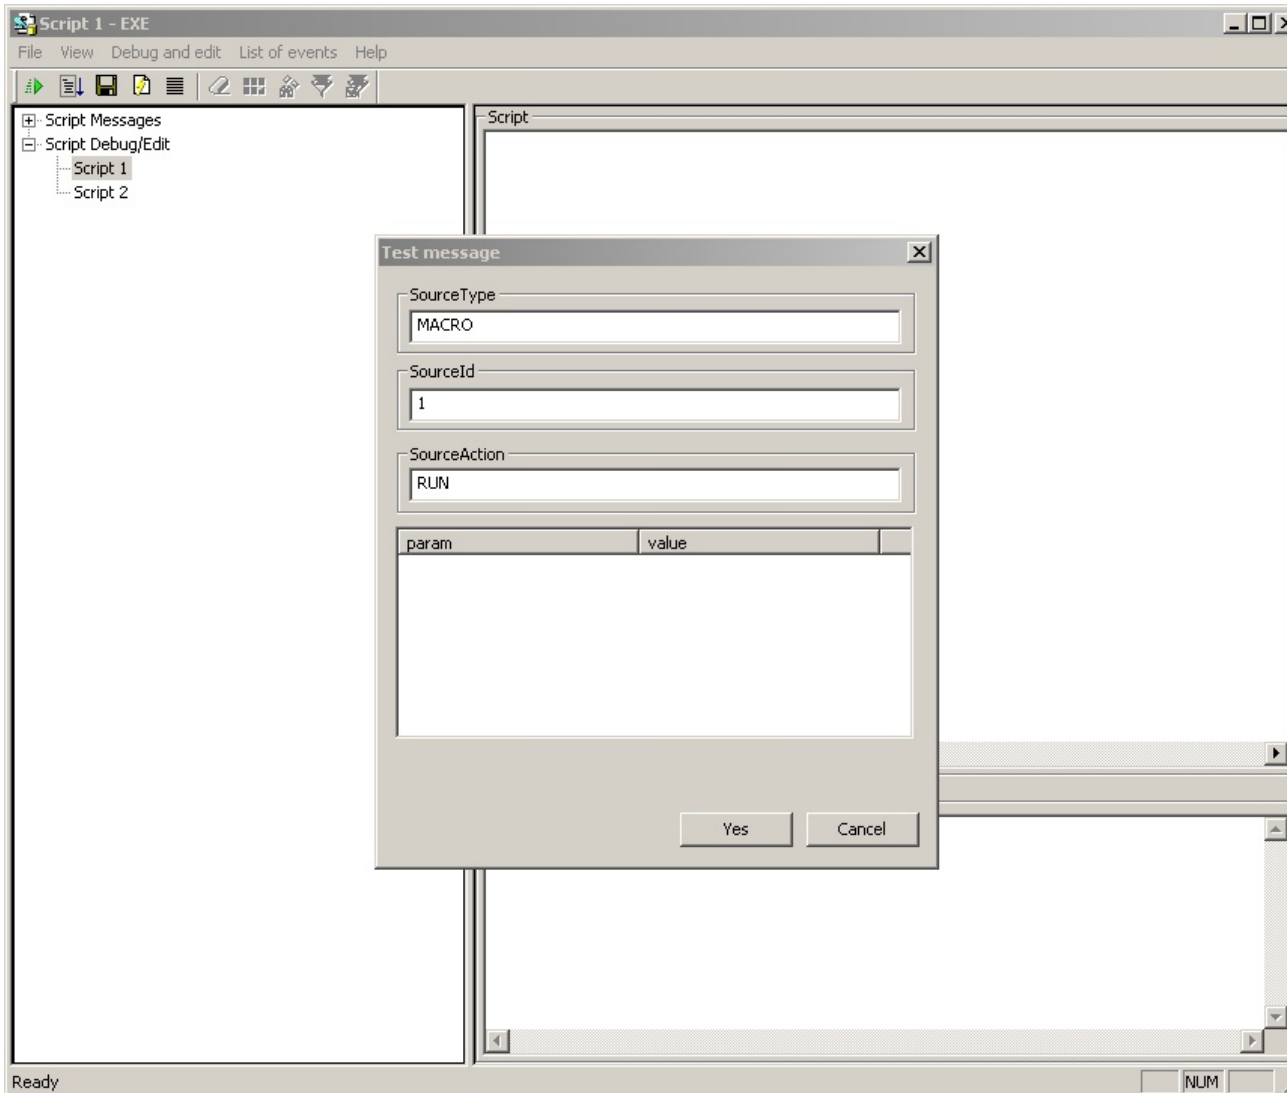 Script 1 - EXE
File View Debug and edit List of events Help
Script Messages
Script Debug/Edit
Script 1
Script 2
Script
Test message
SourceType
MACRO
SourceId
1
SourceAction
RUN
param value
Yes Cancel
Ready NUM